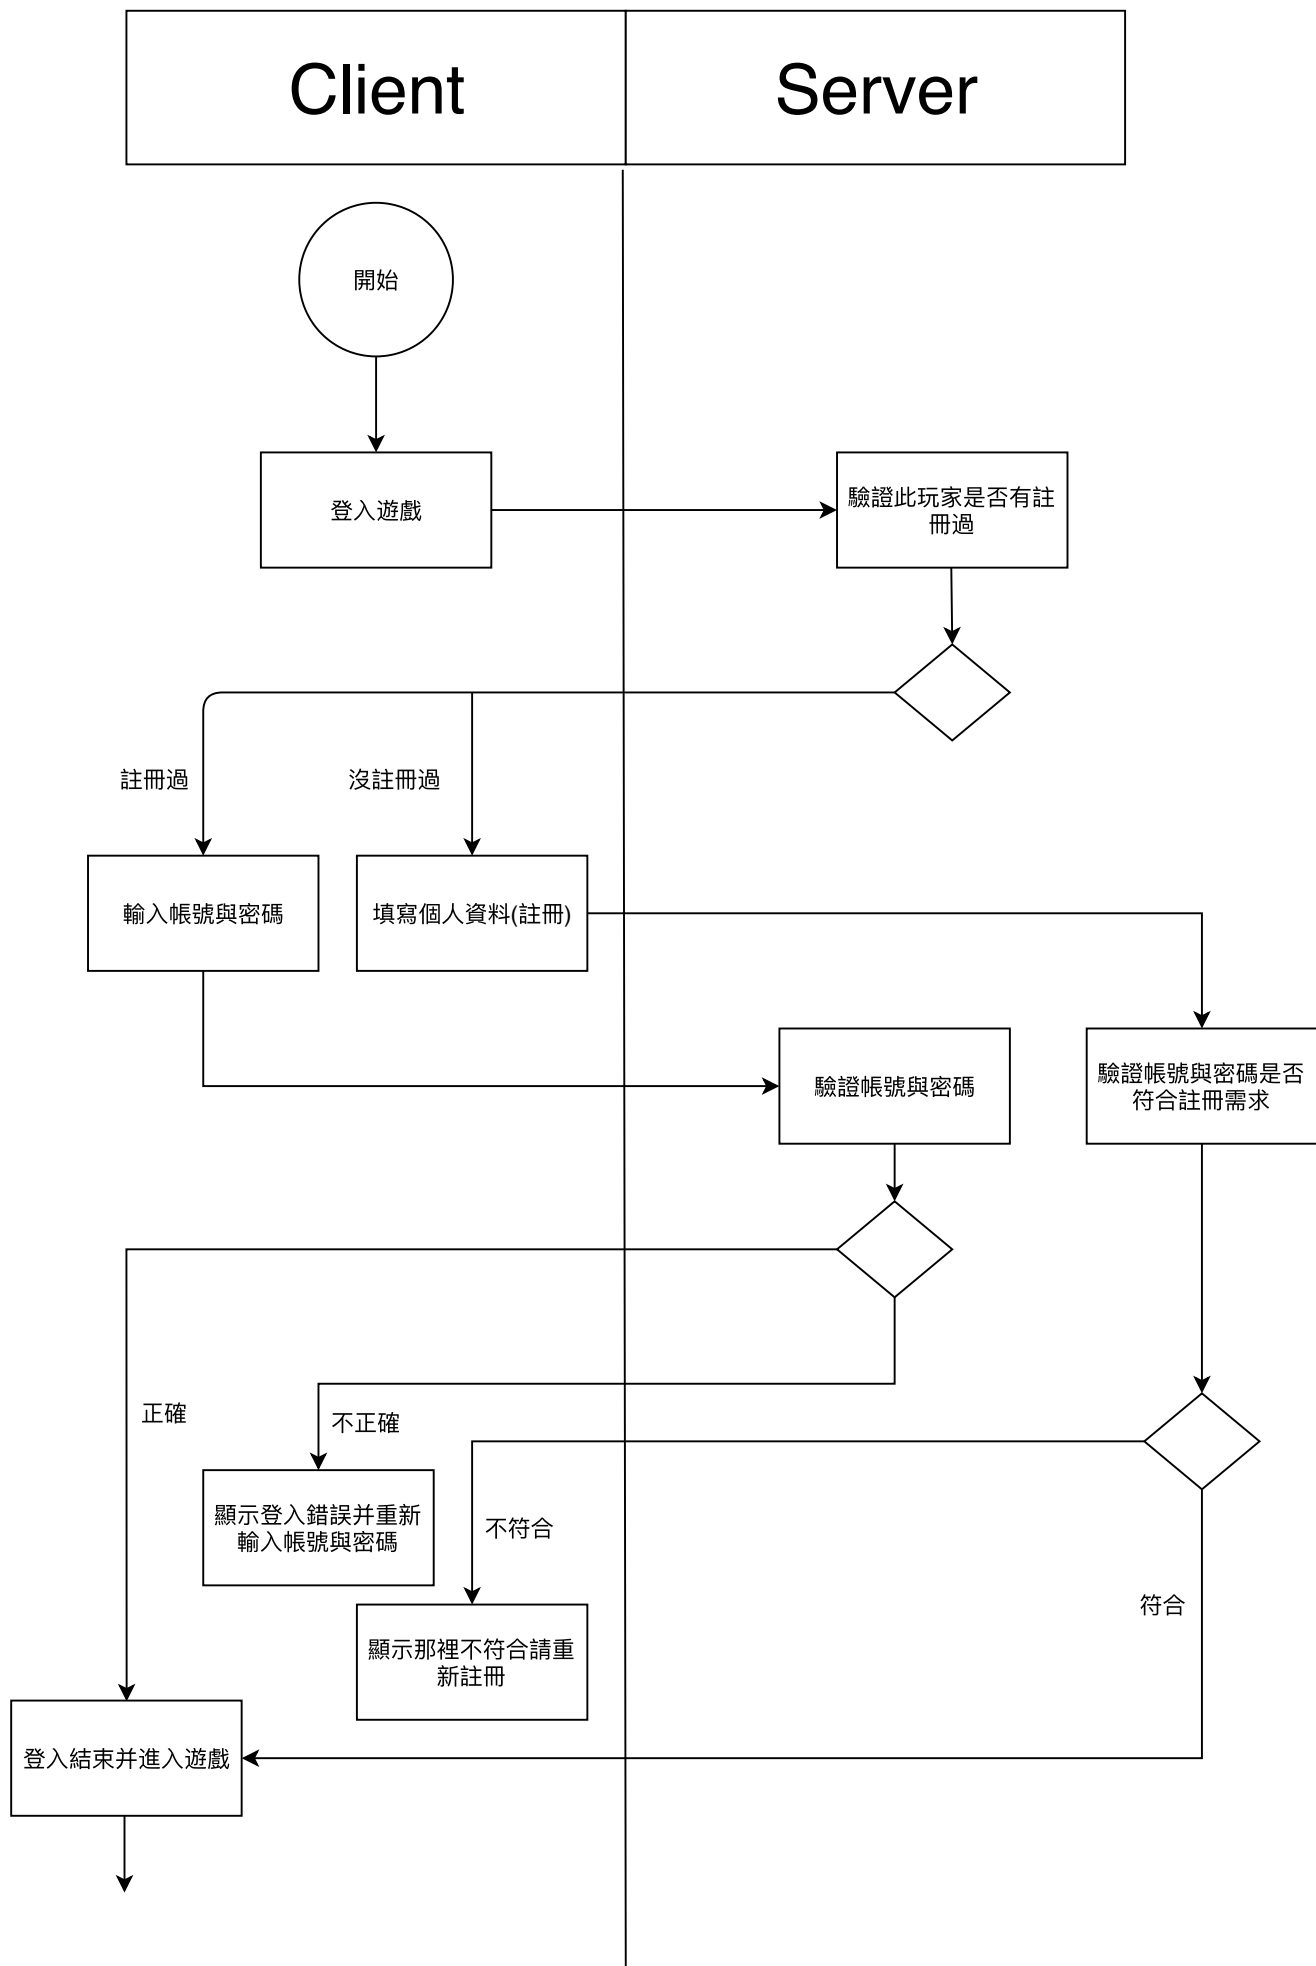 Client
Server
開始
登入遊戲
驗證此玩家是否有註
冊過
註冊過
沒註冊過
輸入帳號與密碼
填寫個人資料(註冊)
驗證帳號與密碼
驗證帳號與密碼是否
符合註冊需求
正確
不正確
顯示登入錯誤并重新
輸入帳號與密碼
不符合
符合
顯示那裡不符合請重
新註冊
登入結束并進入遊戲